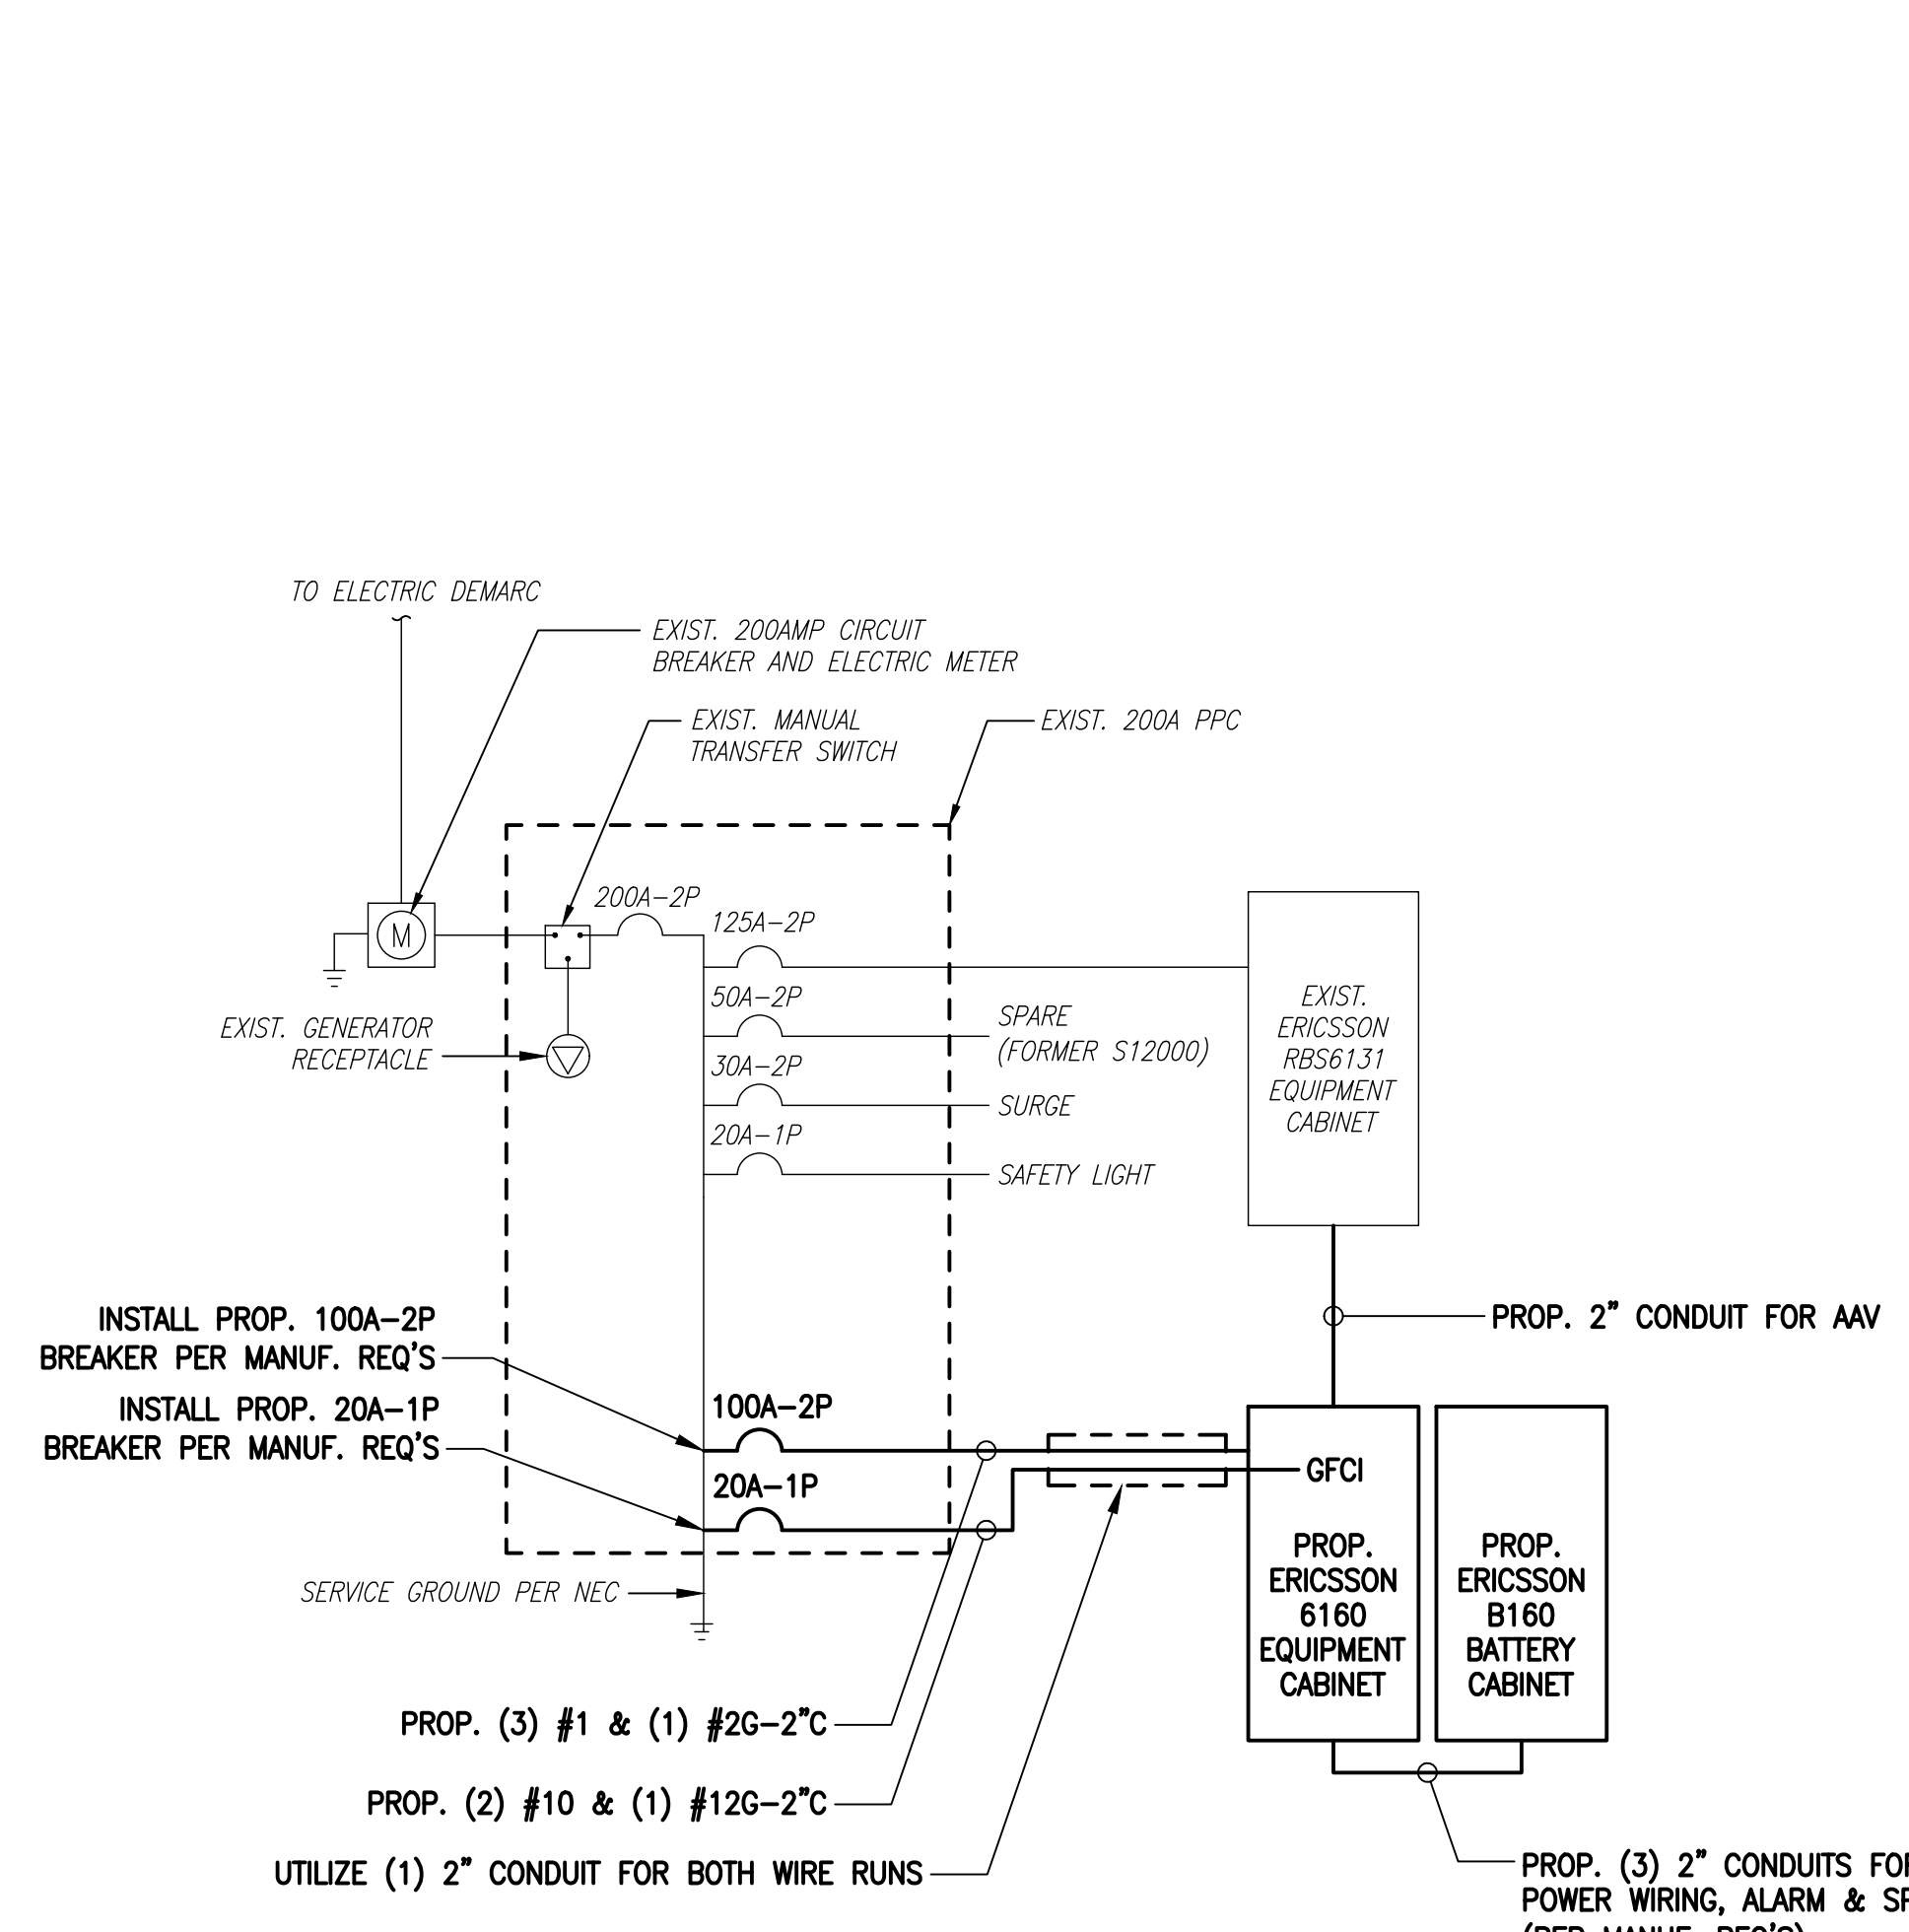 TO ELECTRIC DEMARC
EXIST. 200AMP CIRCUIT
BREAKER AND ELECTRIC METER
EXIST. MANUAL
TRANSFER SWITCH
EXIST. 200A PPC
200A-2P
125A-2P
M
50A-2P
SPARE
(FORMER S12000)
EXIST. GENERATOR
RECEPTACLE
30A-2P
SURGE
20A-1P
SAFETY LIGHT
EXIST.
ERICSSON
RBS6131
EQUIPMENT
CABINET
INSTALL PROP. 100A-2P
BREAKER PER MANUF. REQ'S
INSTALL PROP. 20A-1P
BREAKER PER MANUF. REQ'S
PROP. 2" CONDUIT FOR AAV
100A-2P
20A-1P
GFCI
PROP.
ERICSSON
6160
EQUIPMENT
CABINET
PROP.
ERICSSON
B160
BATTERY
CABINET
SERVICE GROUND PER NEC
PROP. (3) #1 & (1) #2G-2"C
PROP. (2) #10 & (1) #12G-2"C
UTILIZE (1) 2" CONDUIT FOR BOTH WIRE RUNS
PROP. (3) 2" CONDUITS
POWER WIRING, ALARM &
(PER MANUF. REQ'S)